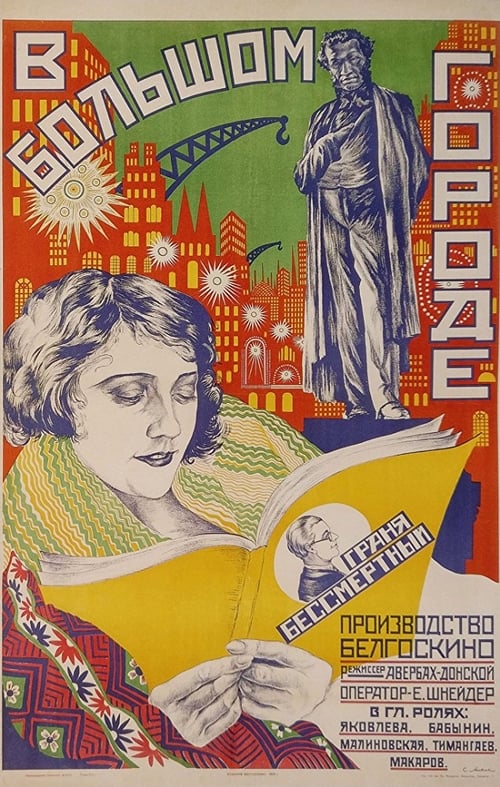 В
БОЛЬШОМ
ГОРОДЕ
ГРАНЯ
БЕССМЕРТНЫЙ
ПРОИЗВОДСТВО
БЕЛГОСКИНО
РЕЖИССЕР АВЕРБАХ-ДОНСКОЙ
ОПЕРАТОР-Е. ШНЕЙДЕР
В ГЛ. РОЛЯХ:
ЯКОВЛЕВА, БАБЫНИН,
МАЛИНОВСКАЯ, ТИМАНГАЕВ,
МАКАРОВ.